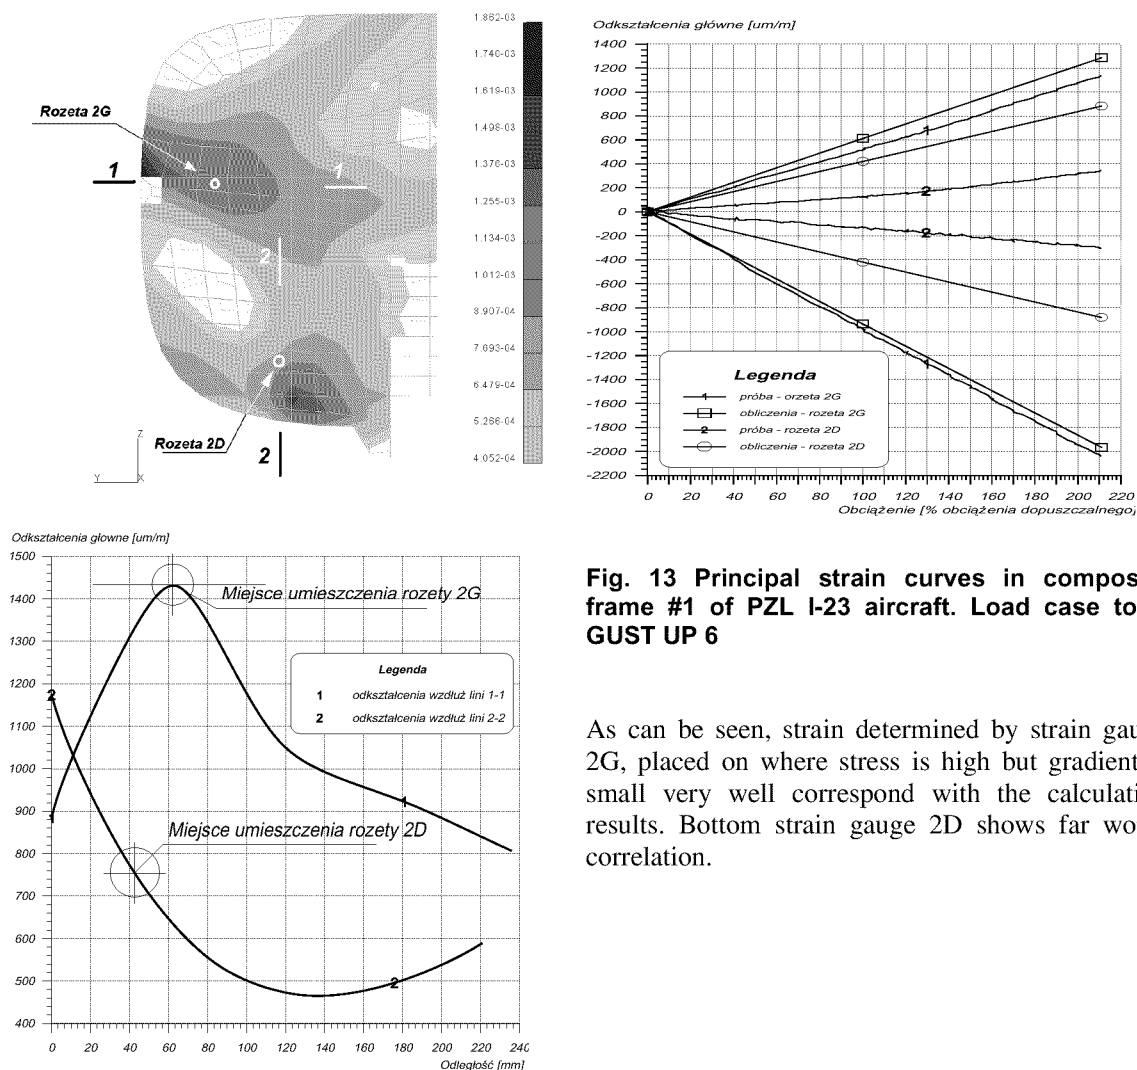 1.862-03
1.740-03
1.619-03
1.498-03
1.376-03
1.255-03
1.134-03
1.012-03
8.907-04
7.693-04
6.479-04
5.266-04
4.052-04
Rozeta 2G
1
1
2
Rozeta 2D
2
Z
Y
X
Odkształcenia główne [um/m]
1400
1200
1000
800
600
400
200
0
-200
-400
-600
-800
-1000
-1200
-1400
-1600
-1800
-2000
-2200
1
2
2
1
Legenda
1 próba - orzeta 2G
obliczenia - rozeta 2G
2 próba - rozeta 2D
obliczenia - rozeta 2D
0 20 40 60 80 100 120 140 160 180 200 220
Obciążenie [% obciążenia dopuszczalnego]
Odkształcenia głowne [um/m]
1500
1400
1300
1200
1100
1000
900
800
700
600
500
400
Miejsce umieszczenia rozety 2G
Legenda
1 odkształcenia wzdłuż lini 1-1
2 odkształcenia wzdłuż lini 2-2
2
1
1
Miejsce umieszczenia rozety 2D
2
0 20 40 60 80 100 120 140 160 180 200 220 240
Odległość [mm]
Fig. 13 Principal strain curves in compos
frame #1 of PZL I-23 aircraft. Load case to
GUST UP 6
As can be seen, strain determined by strain gau
2G, placed on where stress is high but gradient
small very well correspond with the calculati
results. Bottom strain gauge 2D shows far wo
correlation.